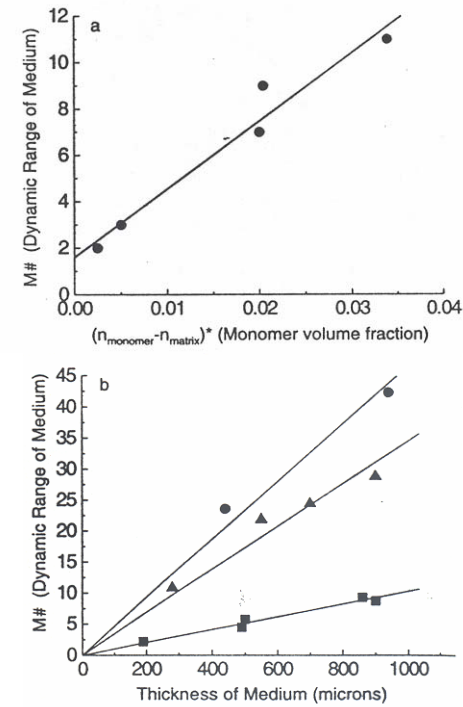 a
12
10
8
6
4
2
0
M# (Dynamic Range of Medium)
0.00 0.01 0.02 0.03 0.04
(nmonomer-nmatrix)* (Monomer volume fraction)
b
45
40
35
30
25
20
15
10
5
0
M# (Dynamic Range of Medium)
0 200 400 600 800 1000
Thickness of Medium (microns)